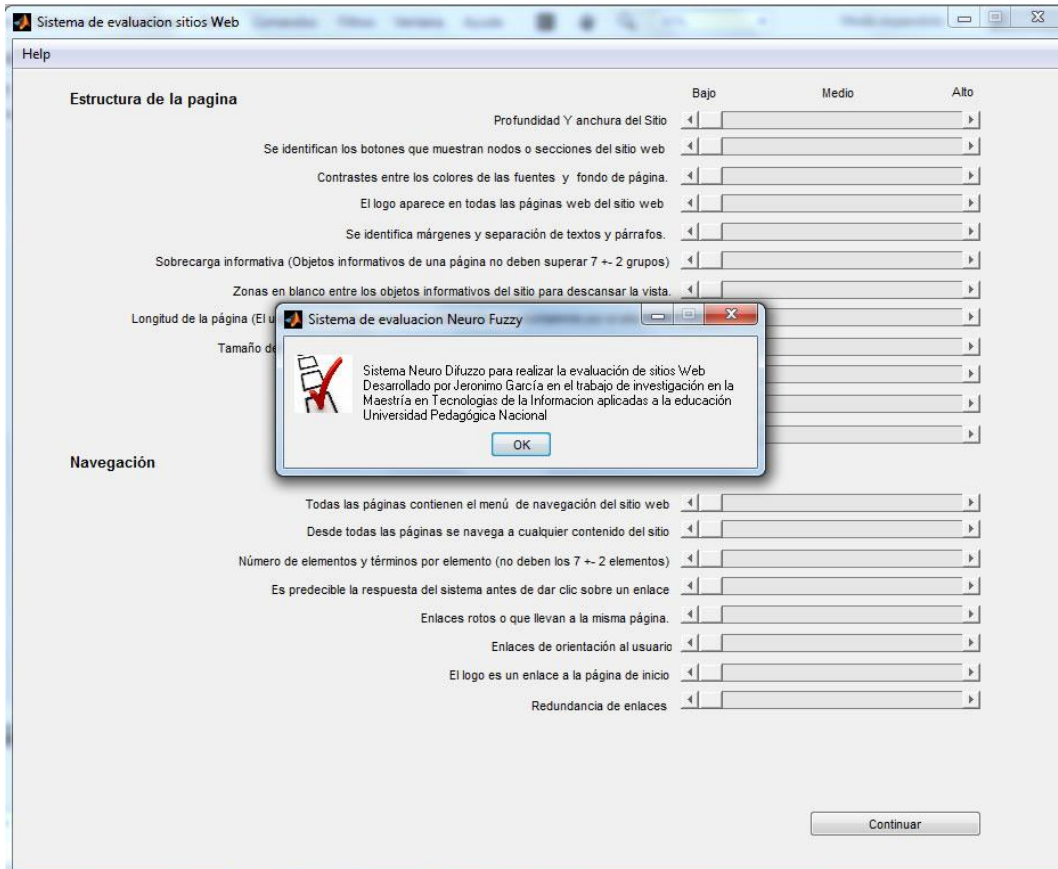 Sistema de evaluacion sitios Web
Help
Estructura de la pagina
Bajo Medio Alto
Profundidad Y anchura del Sitio
Se identifican los botones que muestran nodos o secciones del sitio web
Contrastes entre los colores de las fuentes y fondo de página.
El logo aparece en todas las páginas web del sitio web
Se identifica márgenes y separación de textos y párrafos.
Sobrecarga informativa (Objetos informativos de una página no deben superar 7 +- 2 grupos)
Zonas en blanco entre los objetos informativos del sitio para descansar la vista.
Longitud de la página (El u
Tamaño de
Sistema de evaluacion Neuro Fuzzy
Sistema Neuro Difuzzo para realizar la evaluación de sitios Web
Desarrollado por Jeronimo García en el trabajo de investigación en la
Maestría en Tecnologias de la Informacion aplicadas a la educación
Universidad Pedagógica Nacional
OK
Navegación
Todas las páginas contienen el menú de navegación del sitio web
Desde todas las páginas se navega a cualquier contenido del sitio
Número de elementos y términos por elemento (no deben los 7 +- 2 elementos)
Es predecible la respuesta del sistema antes de dar clic sobre un enlace
Enlaces rotos o que llevan a la misma página.
Enlaces de orientación al usuario
El logo es un enlace a la página de inicio
Redundancia de enlaces
Continuar